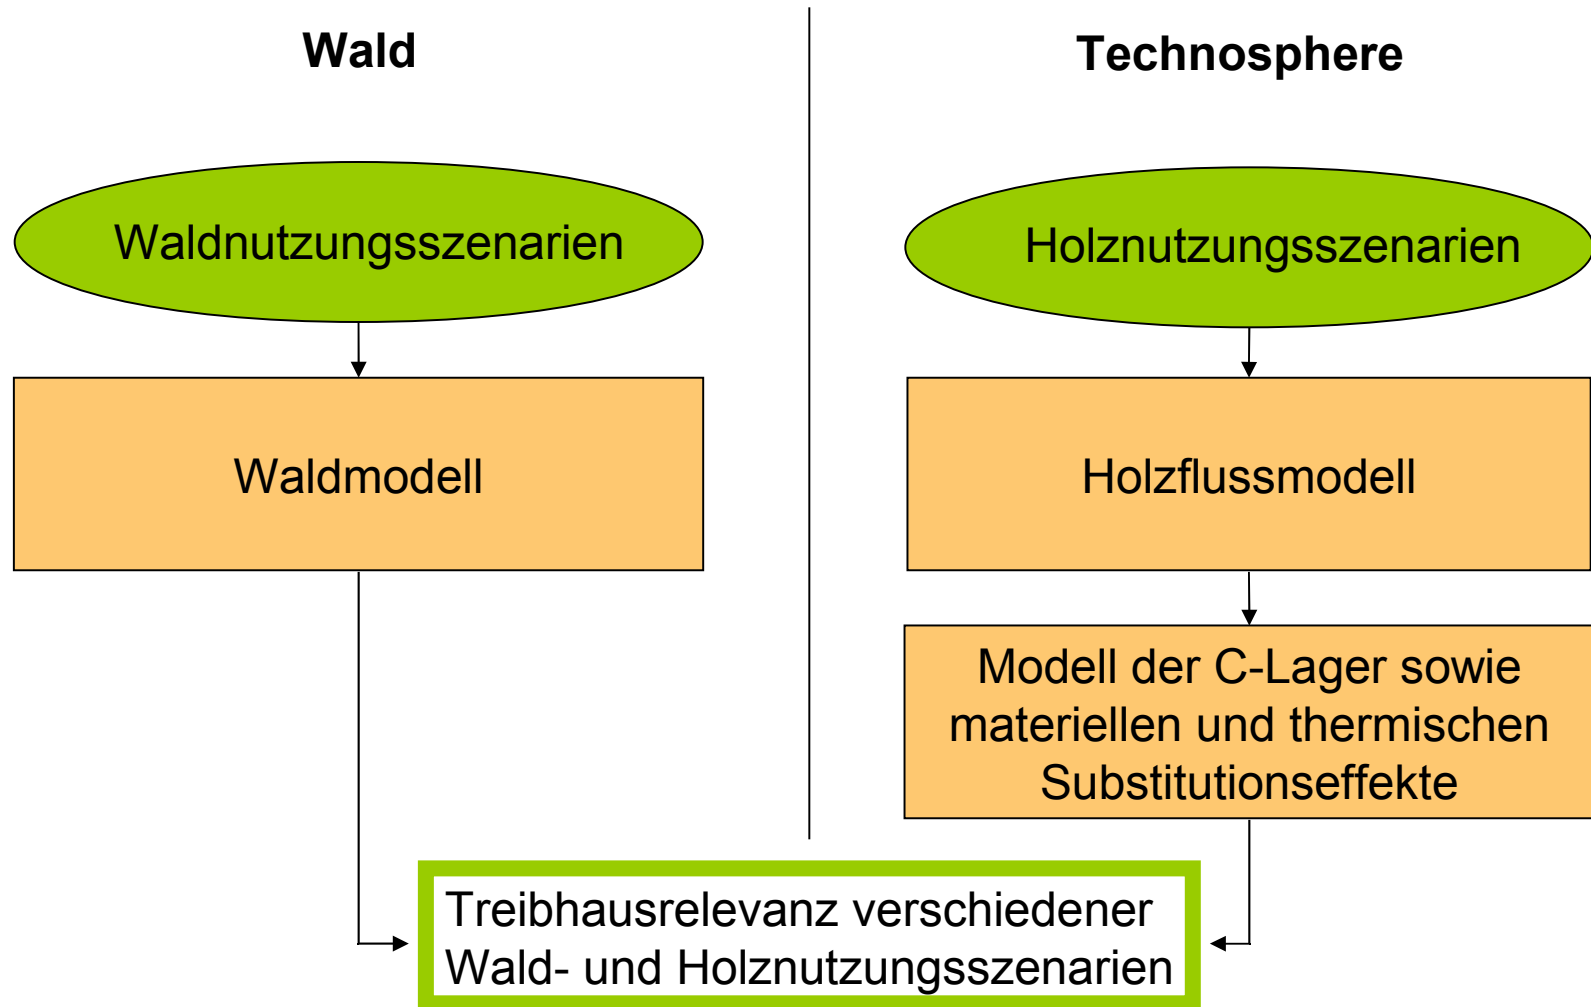 Wald
Technosphere
Waldnutzungsszenarien
Holznutzungsszenarien
Waldmodell
Holzflussmodell
Modell der C-Lager sowie
materiellen und thermischen
Substitutionseffekte
Treibhausrelevanz verschiedener
Wald- und Holznutzungsszenarien